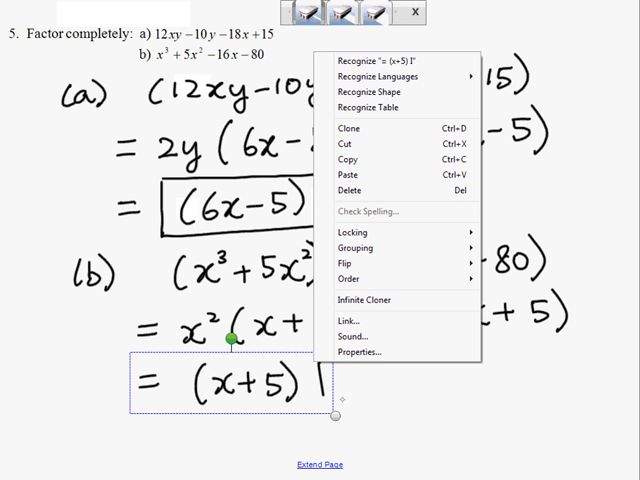 X
5. Factor completely: a) 12xy −10y −18x +15
b) x³ + 5x² −16x −80
(a) (12xy−10y 15)
= 2y (6x− −5)
= (6x−5)
(b) (x³ + 5x² −80)
= x² (x+ x+5)
= (x+5)
Recognize "= (x+5) I"
Recognize Languages
Recognize Shape
Recognize Table
Clone Ctrl+D
Cut Ctrl+X
Copy Ctrl+C
Paste Ctrl+V
Delete Del
Check Spelling...
Locking
Grouping
Flip
Order
Infinite Cloner
Link...
Sound...
Properties...
Extend Page